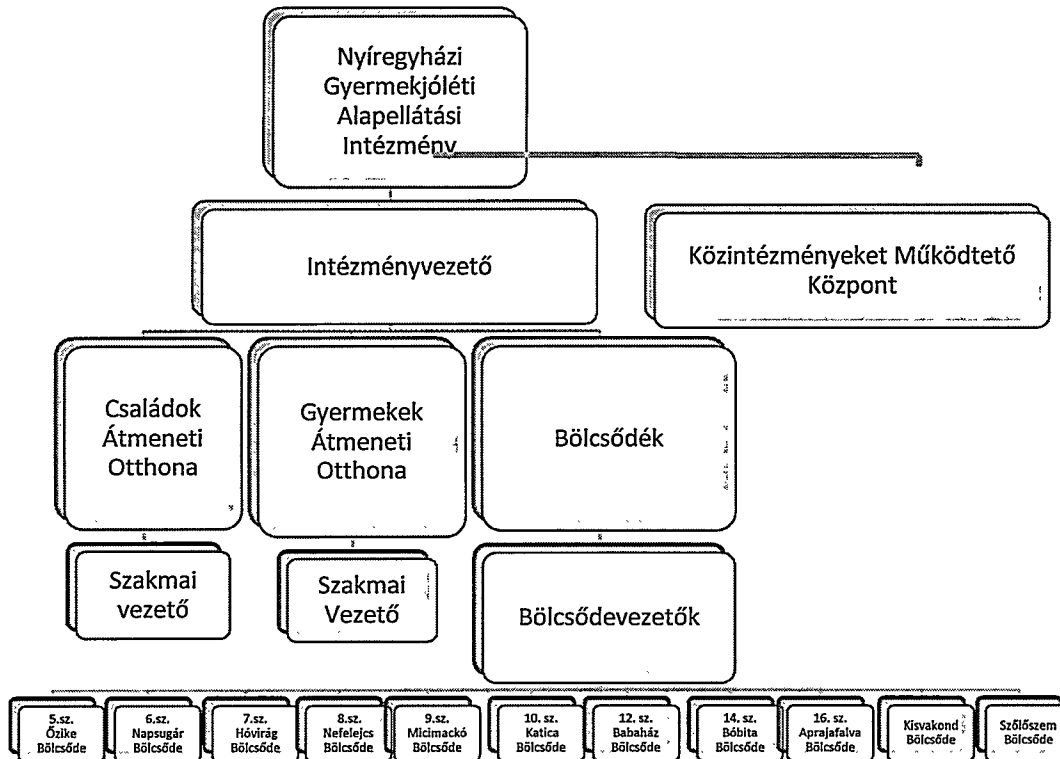 Nyíregyházi
Gyermekjóléti
Alapellátási
Intézmény
Intézményvezető
Közintézményeket Működtető
Központ
Családok
Átmeneti
Otthona
Gyermekek
Átmeneti
Otthona
Bölcsődék
Szakmai
vezető
Szakmai
Vezető
Bölcsődevezetők
5.sz.
Őzike
Bölcsőde
6.sz.
Napsugár
Bölcsőde
7.sz.
Hóvirág
Bölcsőde
8.sz.
Nefelejcs
Bölcsőde
9.sz.
Micimackó
Bölcsőde
10. sz.
Katica
Bölcsőde
12. sz.
Babaház
Bölcsőde
14. sz.
Bóbita
Bölcsőde
16. sz.
Aprajafalva
Bölcsőde
Kisvakond
Bölcsőde
Szőlőszem
Bölcsőde